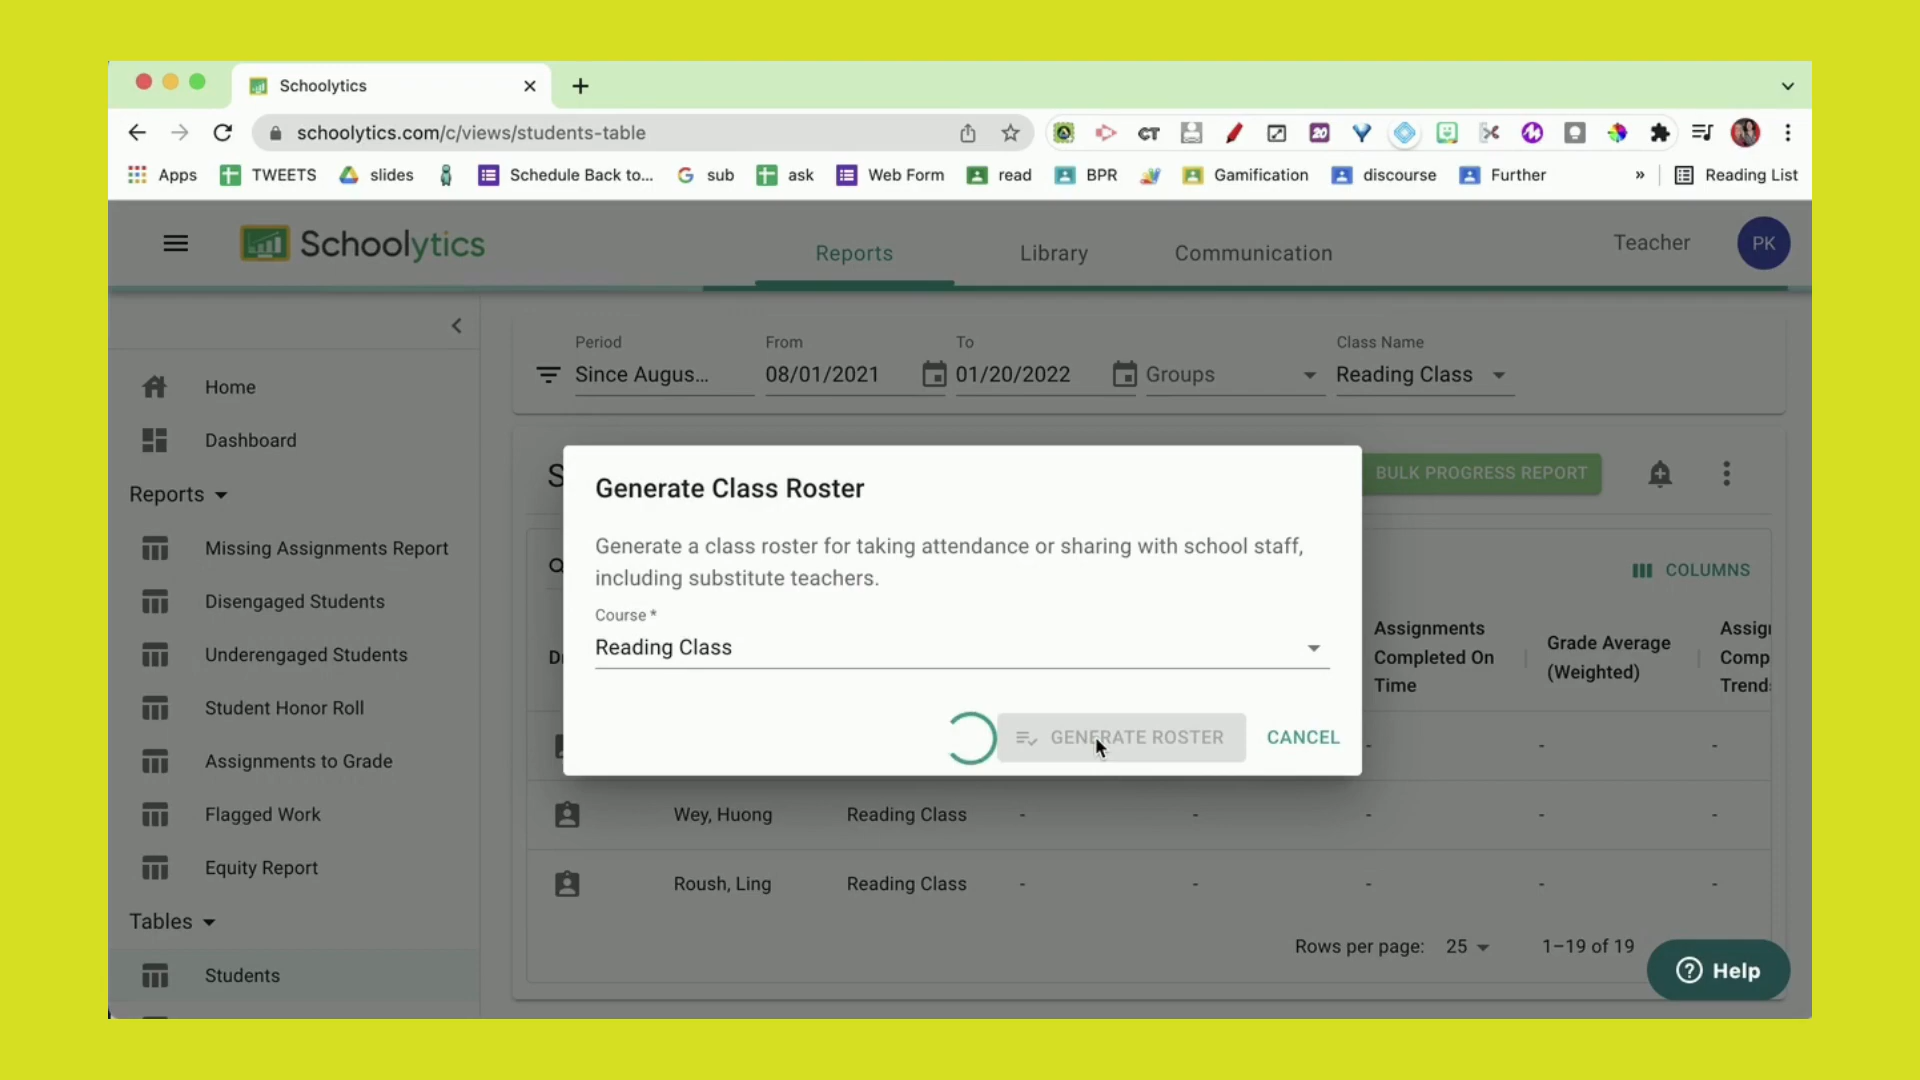 Schoolytics
schoolytics.com/c/views/students-table
CT
20
Apps
TWEETS
slides
Schedule Back to...
sub
ask
Web Form
read
BPR
Gamification
discourse
Further
»
Reading List
Schoolytics
Reports
Library
Communication
Teacher
PK
Home
Dashboard
Reports
Missing Assignments Report
Disengaged Students
Underengaged Students
Student Honor Roll
Assignments to Grade
Flagged Work
Equity Report
Tables
Students
Period
Since Augus...
From
08/01/2021
To
01/20/2022
Groups
Class Name
Reading Class
S
BULK PROGRESS REPORT
COLUMNS
Generate Class Roster
Generate a class roster for taking attendance or sharing with school staff,
including substitute teachers.
Course *
Reading Class
GENERATE ROSTER
CANCEL
Assignments
Completed On
Time
Grade Average
(Weighted)
- - -
Wey, Huong Reading Class - - - - -
Roush, Ling Reading Class - - - - -
Rows per page: 25 1–19 of 19
Help